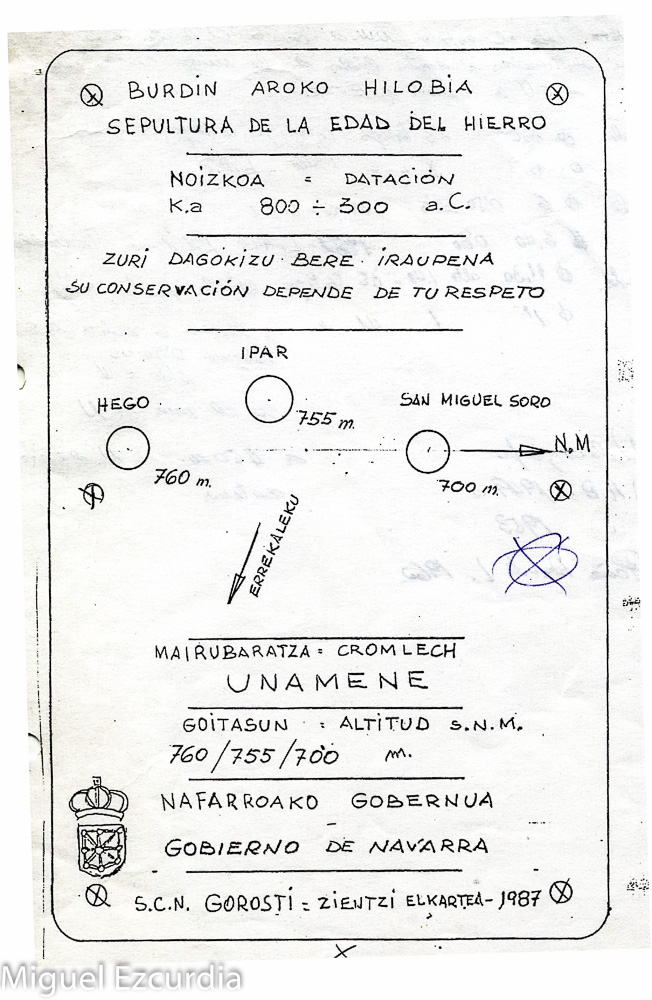 BURDIN AROKO HILOBIA
SEPULTURA DE LA EDAD DEL HIERRO
NOIZKOA = DATACIÓN
K.a 800 ÷ 300 a.C.
ZURI DAGOKIZU BERE IRAUPENA
SU CONSERVACIÓN DEPENDE DE TU RESPETO
IPAR
HEGO
SAN MIGUEL SORO
755 m.
N.M
760 m.
700 m.
ERREKALEKU
MAIRUBARATZA = CROMLECH
UNAMENE
GOITASUN = ALTITUD S.N.M.
760/755/700 m.
NAFARROAKO GOBERNUA
GOBIERNO DE NAVARRA
S.C.N. GOROSTI = ZIENTZI ELKARTEA-1987
Miguel Ezcurdia